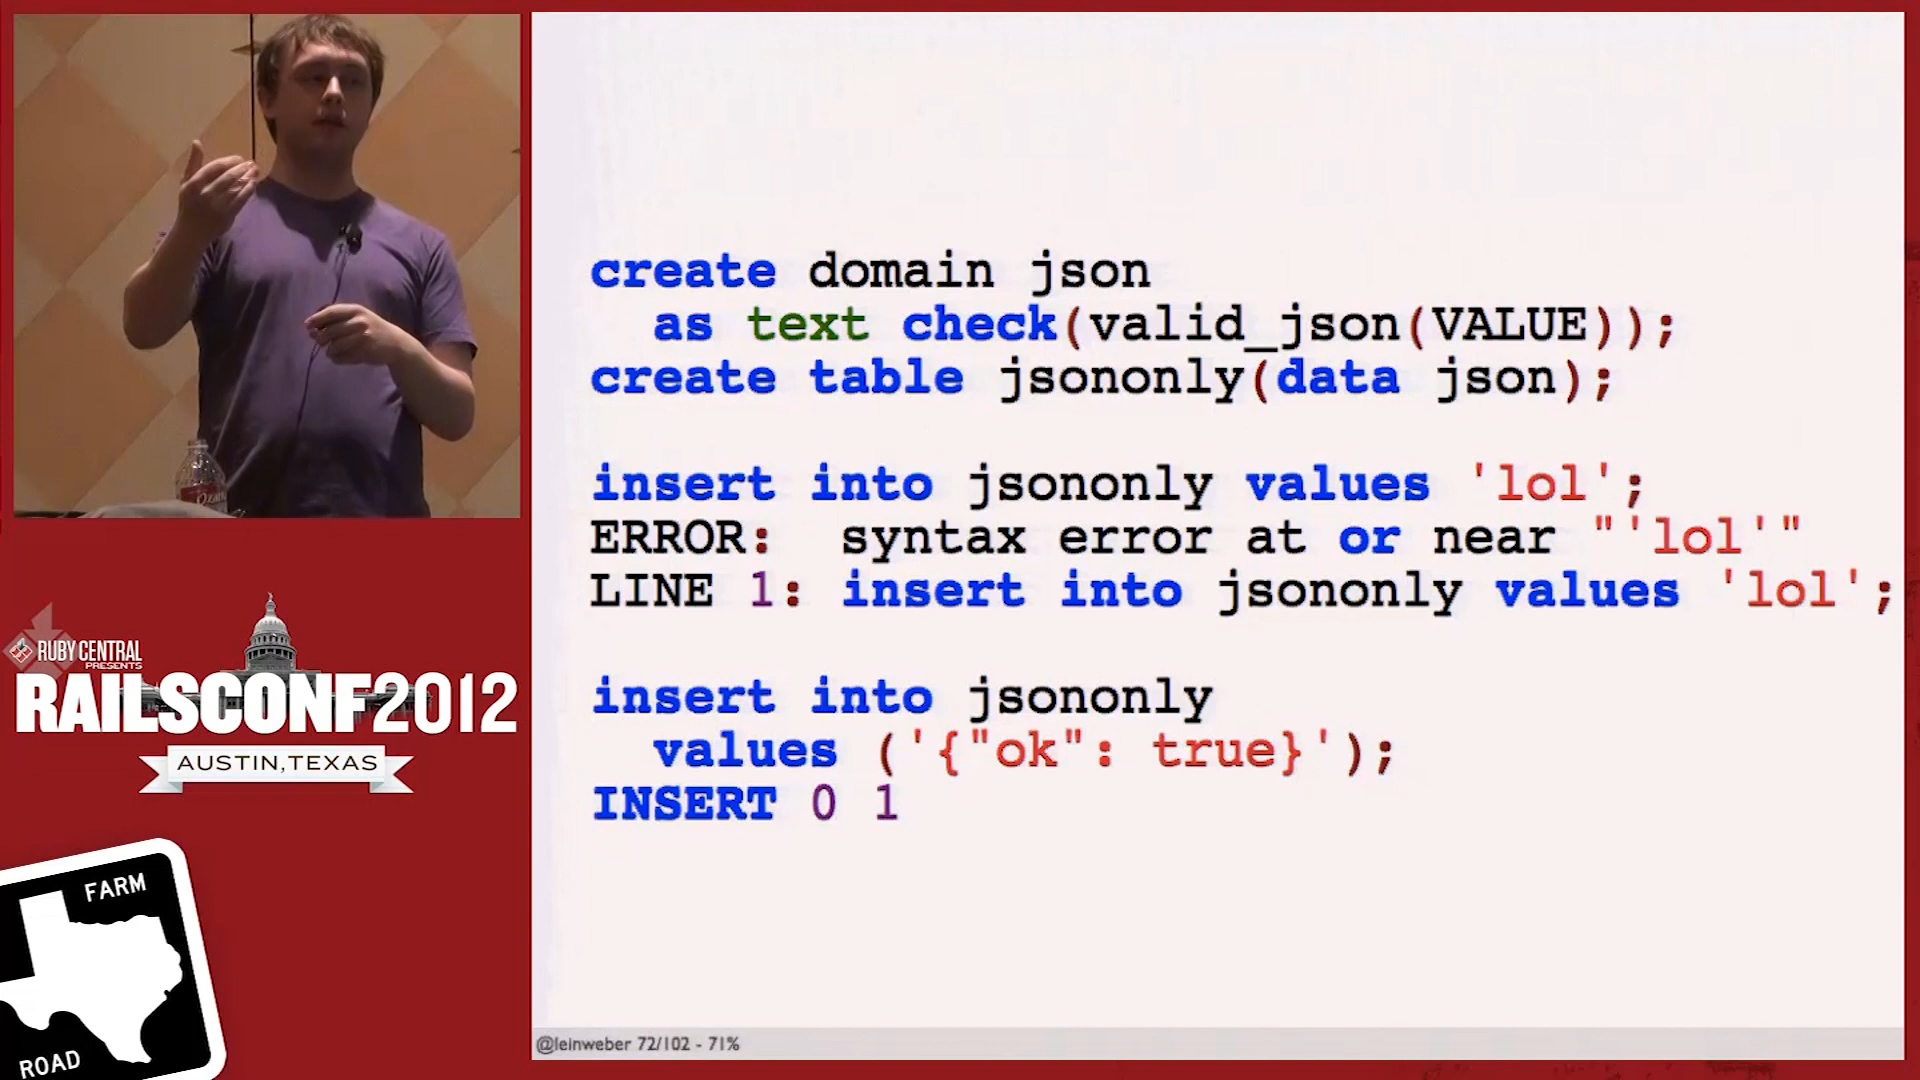 create domain json
as text check(valid_json(VALUE));
create table jsononly(data json);
insert into jsononly values 'lol';
ERROR:  syntax error at or near "'lol'"
LINE 1: insert into jsononly values 'lol';
insert into jsononly
values ('{"ok": true}');
INSERT 0 1
@leinweber 72/102 - 71%
RUBY CENTRAL
PRESENTS
RAILSCONF2012
AUSTIN, TEXAS
FARM
ROAD